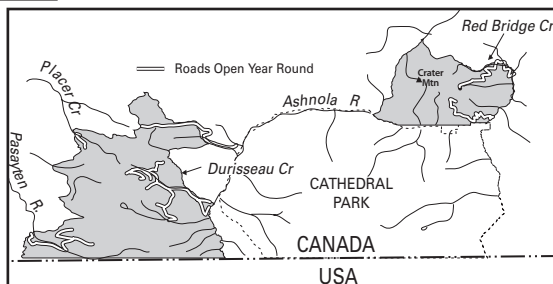 Red Bridge Cr
Roads Open Year Round
Crater
Mtn
Placer Cr
Ashnola R
Pasayten R.
Durisseau Cr
CATHEDRAL
PARK
CANADA
USA